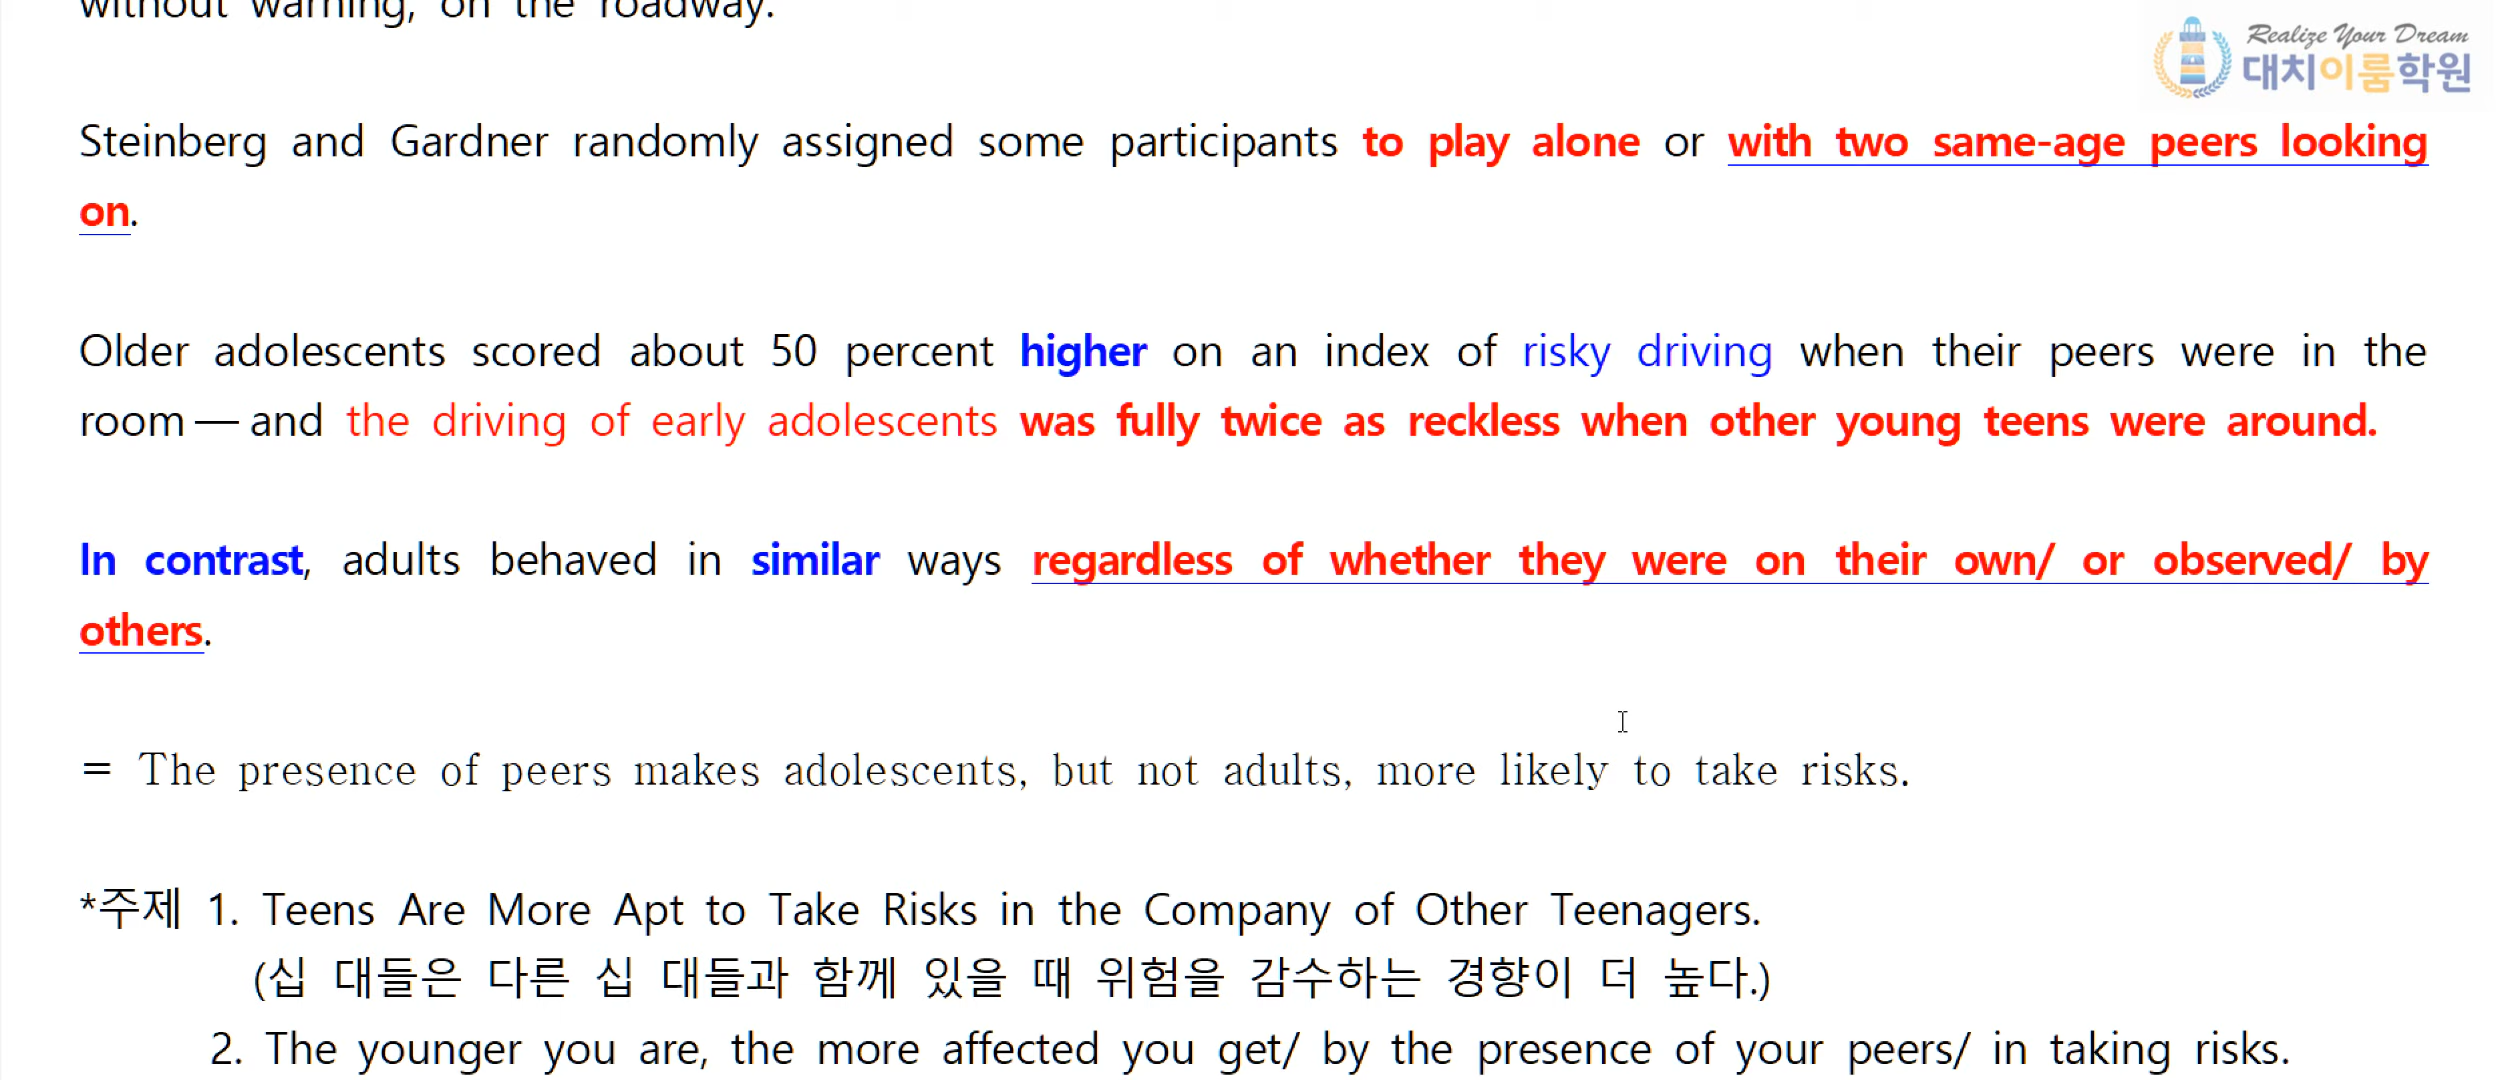 without warning, on the roadway.
Realize Your Dream
대치이룸학원
Steinberg and Gardner randomly assigned some participants to play alone or with two same-age peers looking
on.
Older adolescents scored about 50 percent higher on an index of risky driving when their peers were in the
room — and the driving of early adolescents was fully twice as reckless when other young teens were around.
In contrast, adults behaved in similar ways regardless of whether they were on their own/ or observed/ by
others.
= The presence of peers makes adolescents, but not adults, more likely to take risks.
*주제 1. Teens Are More Apt to Take Risks in the Company of Other Teenagers.
(십 대들은 다른 십 대들과 함께 있을 때 위험을 감수하는 경향이 더 높다.)
2. The younger you are, the more affected you get/ by the presence of your peers/ in taking risks.